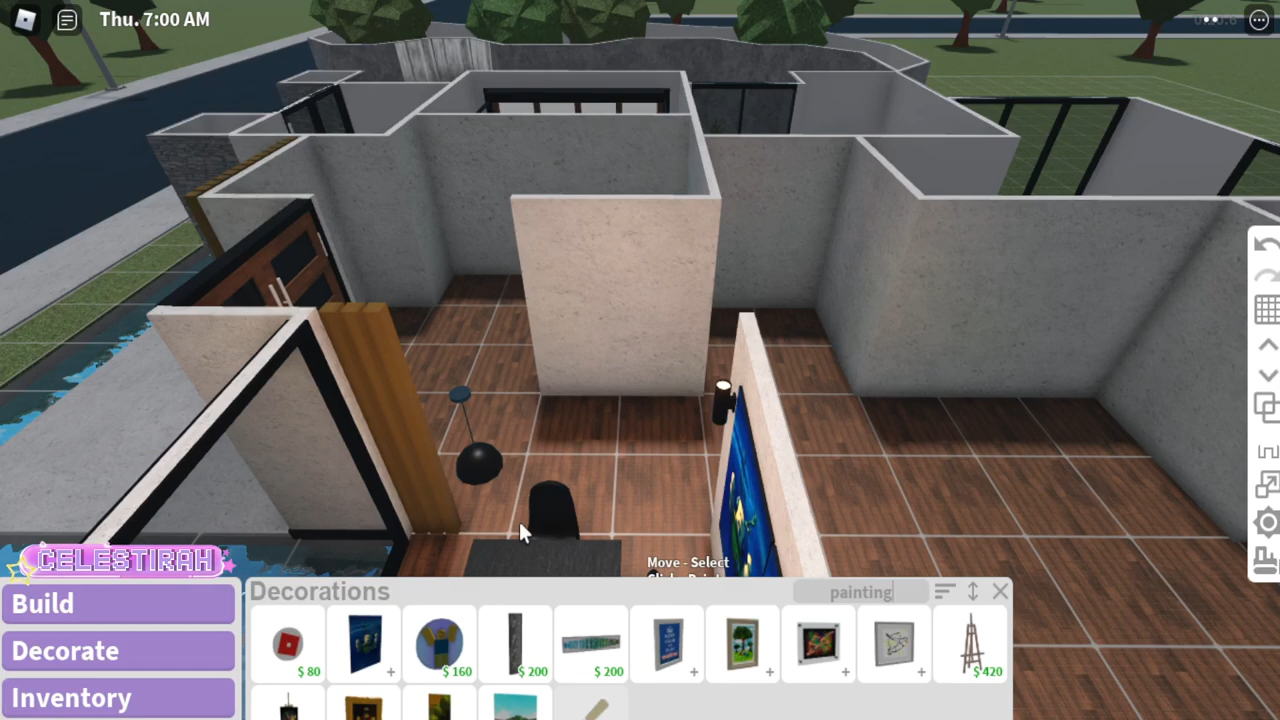 Thu. 7:00 AM
Move - Select
CELESTIRAH
Build
Decorate
Inventory
Decorations
painting
$ 80
$ 160
$ 200
$ 200
$ 420